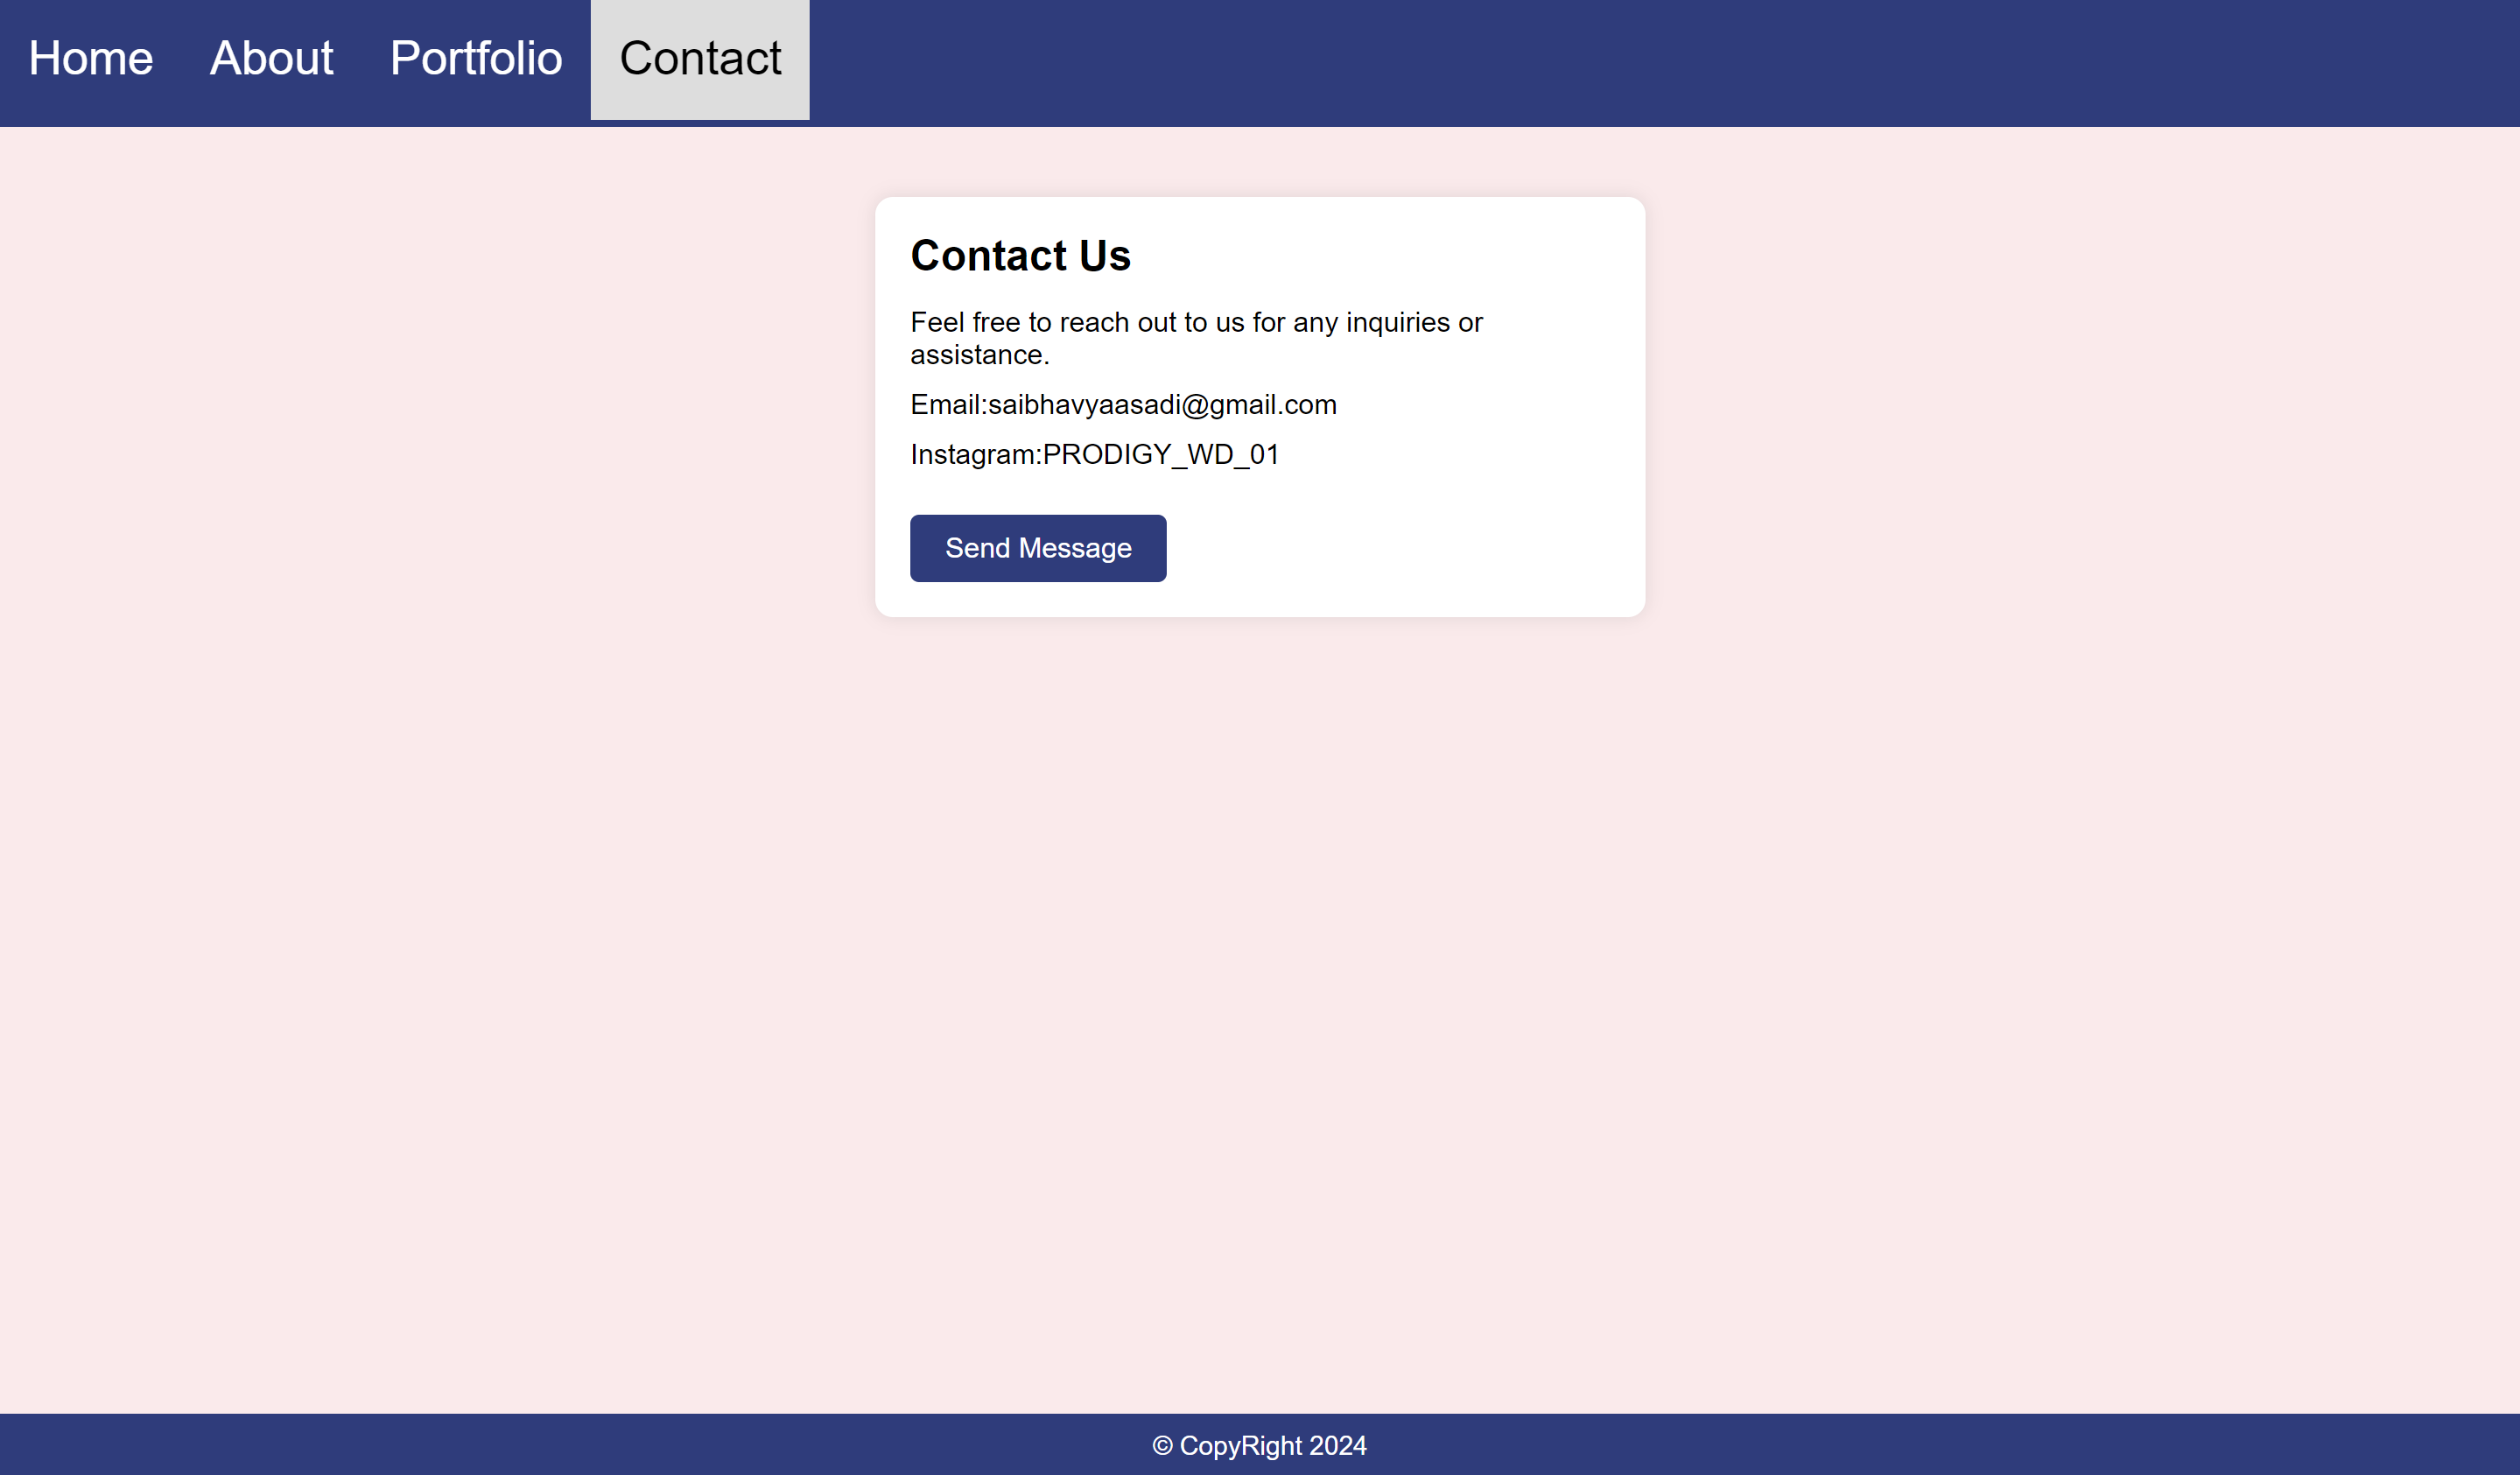 Home About Portfolio Contact
Contact Us
Feel free to reach out to us for any inquiries or
assistance.
Email:saibhavyaasadi@gmail.com
Instagram:PRODIGY_WD_01
Send Message
© CopyRight 2024